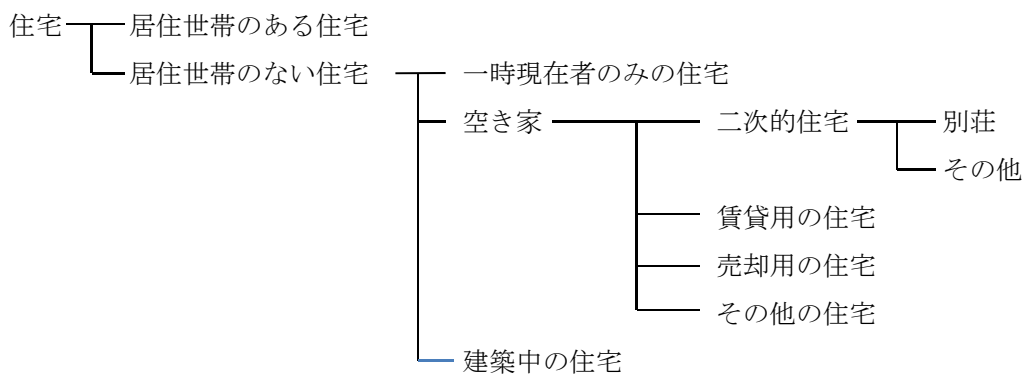 住宅 居住世帯のある住宅
居住世帯のない住宅 一時現在者のみの住宅
空き家 二次的住宅 別荘
その他
賃貸用の住宅
売却用の住宅
その他の住宅
建築中の住宅